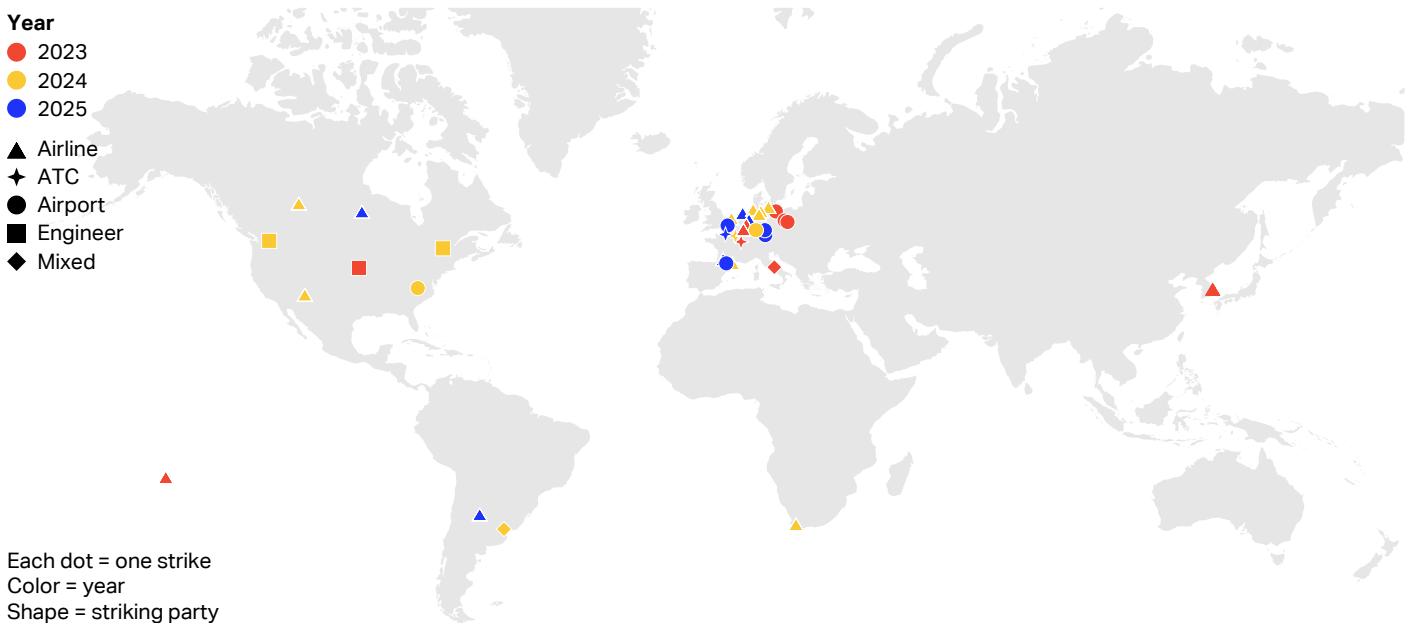 Year
2023
2024
2025
Airline
ATC
Airport
Engineer
Mixed
Each dot = one strike
Color = year
Shape = striking party